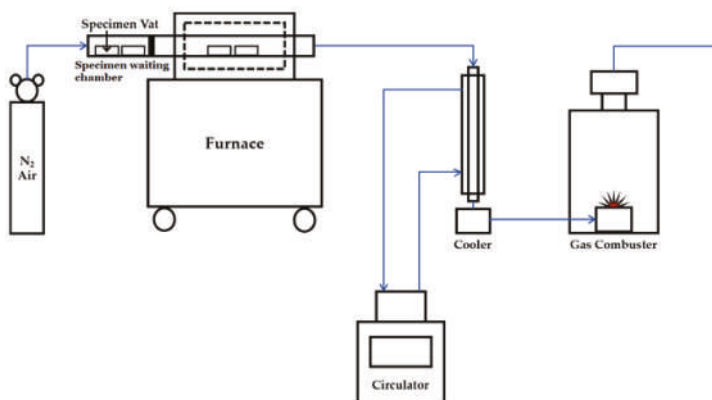 Specimen Vat
Specimen waiting
chamber
Furnace
N2
Air
Cooler
Gas Combuster
Circulator